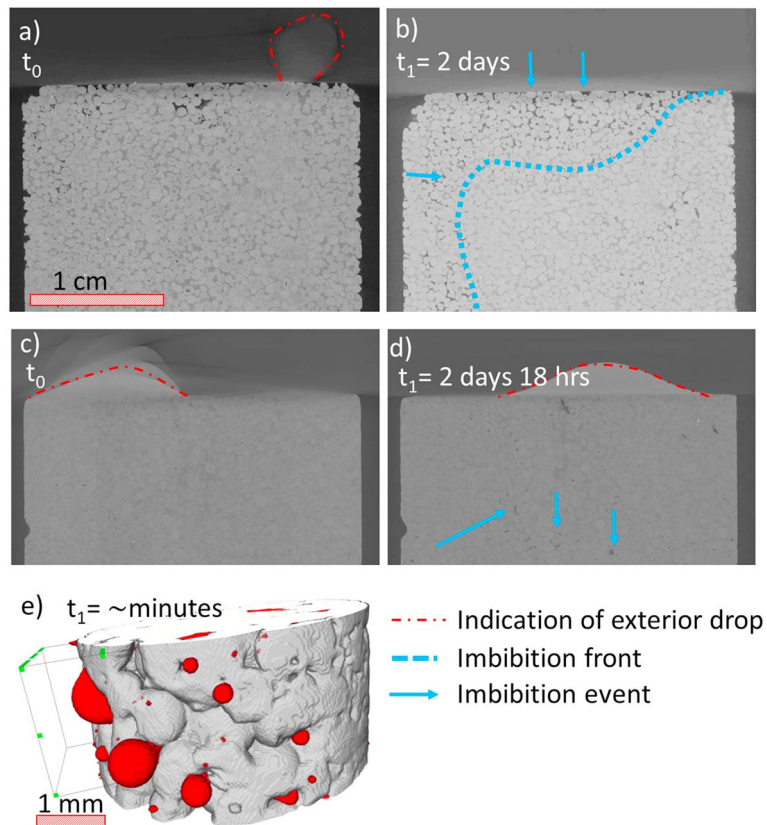 a)
t0
1 cm
b)
t1= 2 days
c)
t0
d)
t1= 2 days 18 hrs
e)
t1= ~minutes
1 mm
Indication of exterior drop
Imbibition front
Imbibition event